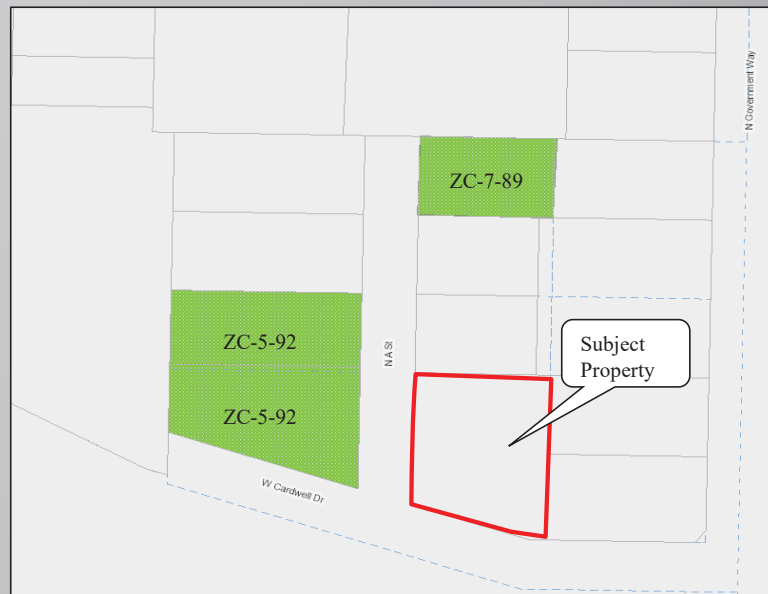 N Government Way
ZC-7-89
ZC-5-92
N A St
Subject
Property
ZC-5-92
W Cardwell Dr